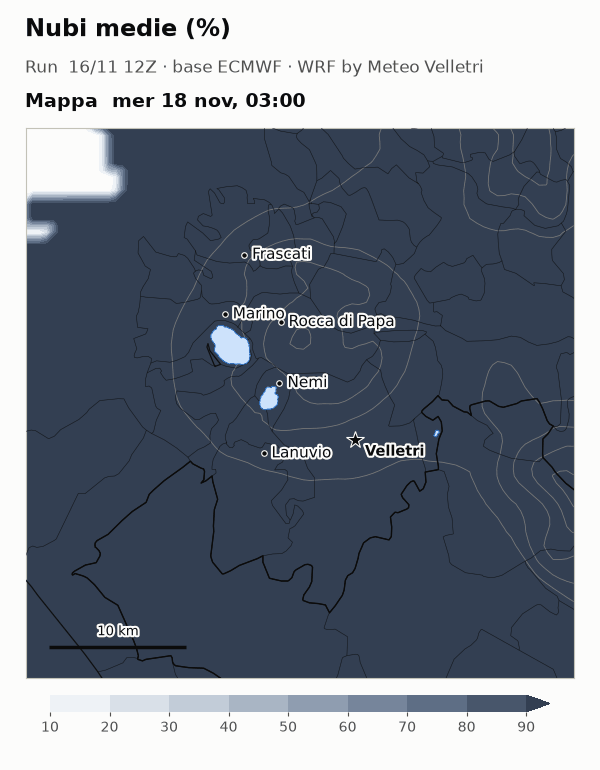 Nubi medie (%)
Run  16/11 12Z · base ECMWF · WRF by Meteo Velletri
Mappa  mer 18 nov, 03:00
Frascati
Marino
Rocca di Papa
Nemi
Velletri
Lanuvio
10 km
10 20 30 40 50 60 70 80 90